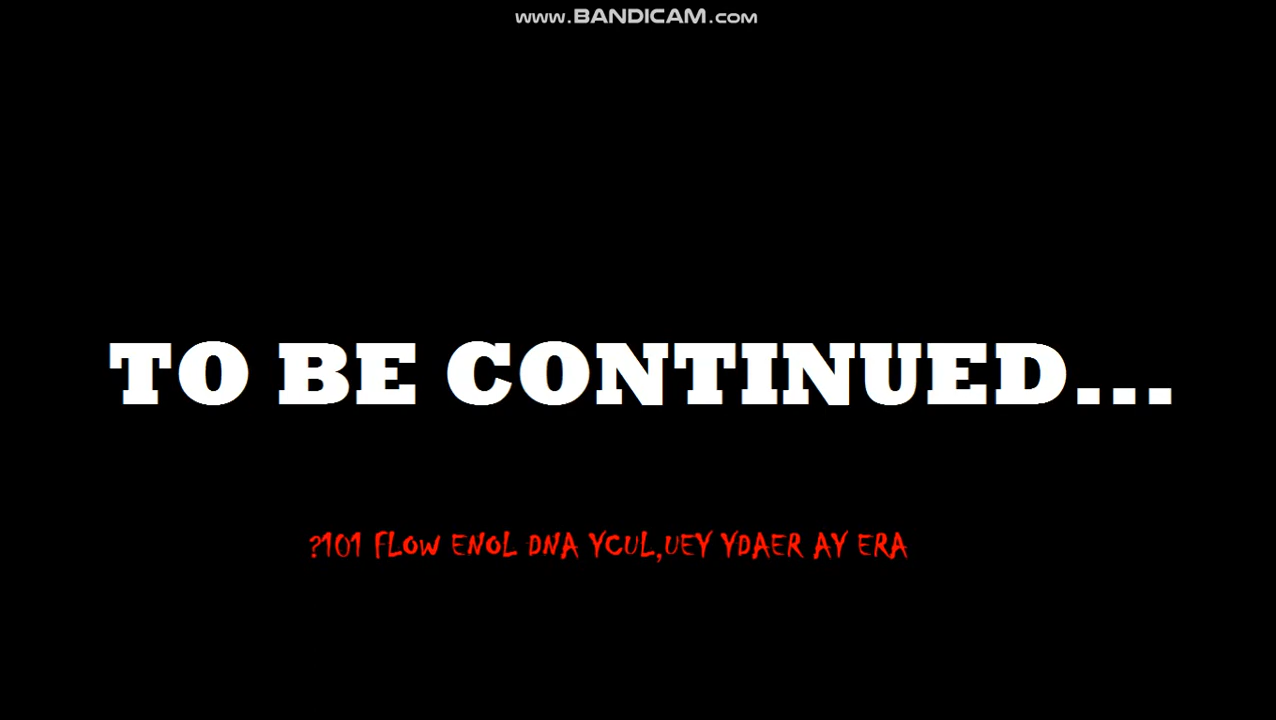 www.BANDICAM.com
TO BE CONTINUED...
?101 FLOW ENOL DNA YCUL,UEY YDAER AY ERA